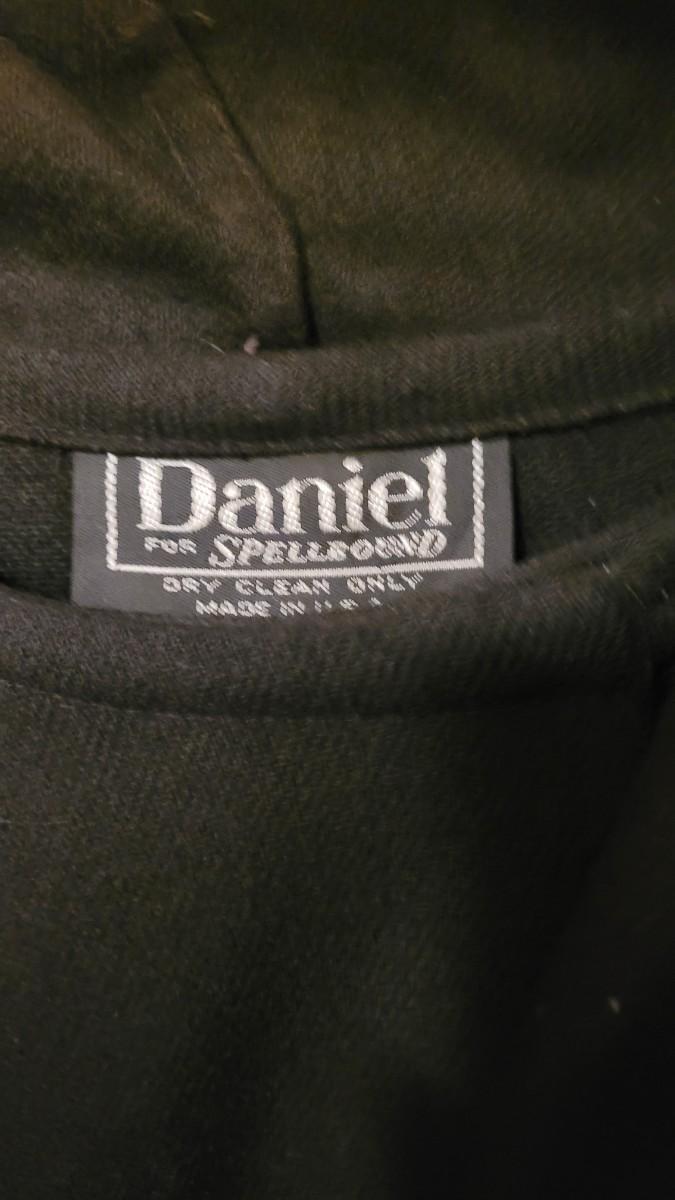 Daniel
FOR SPELLBOUND
DRY CLEAN ONLY
MADE IN U.S.A